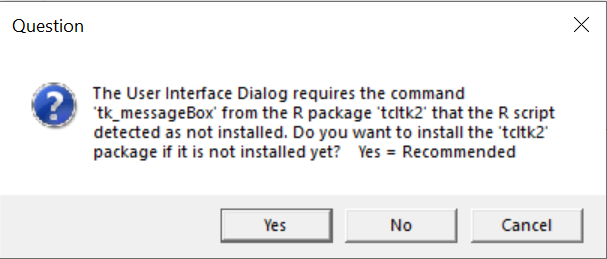 Question
The User Interface Dialog requires the command
'tk_messageBox' from the R package 'tcltk2' that the R script
detected as not installed. Do you want to install the 'tcltk2'
package if it is not installed yet?    Yes = Recommended
Yes
No
Cancel